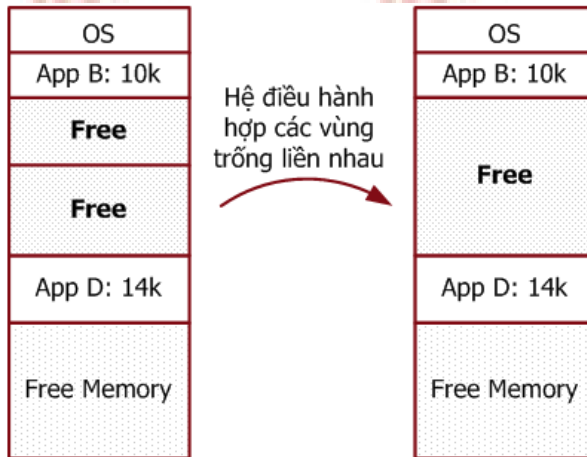 OS
App B: 10k
Free
Free
App D: 14k
Free Memory
Hệ điều hành
hợp các vùng
trống liền nhau
OS
App B: 10k
Free
App D: 14k
Free Memory